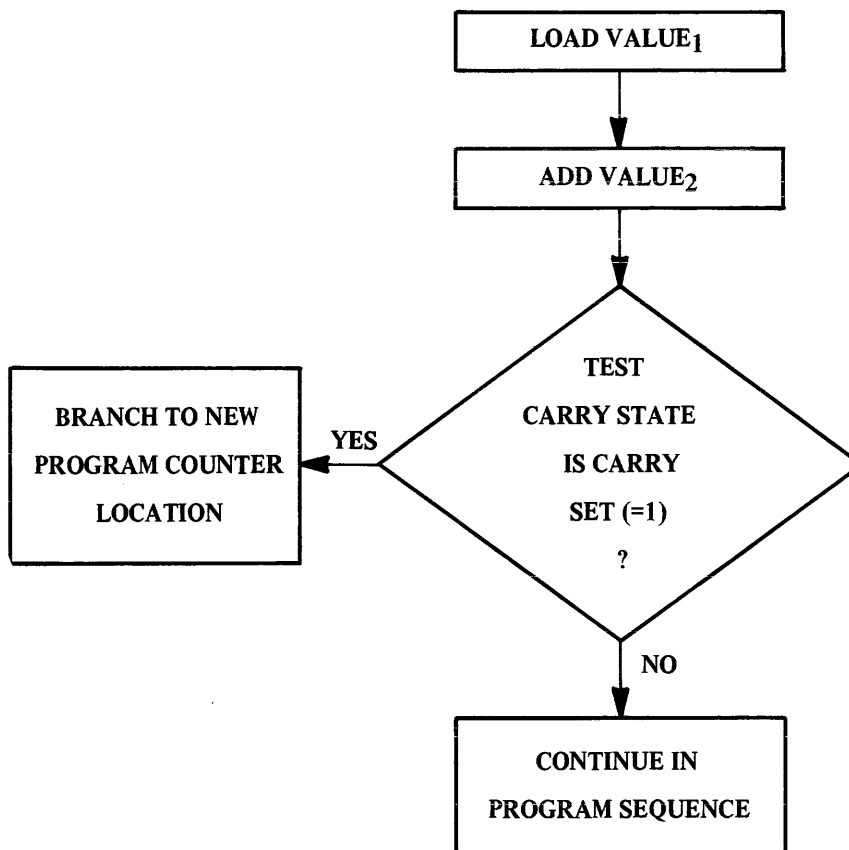 LOAD VALUE1
ADD VALUE2
TEST
CARRY STATE
IS CARRY
SET (=1)
?
YES
BRANCH TO NEW
PROGRAM COUNTER
LOCATION
NO
CONTINUE IN
PROGRAM SEQUENCE